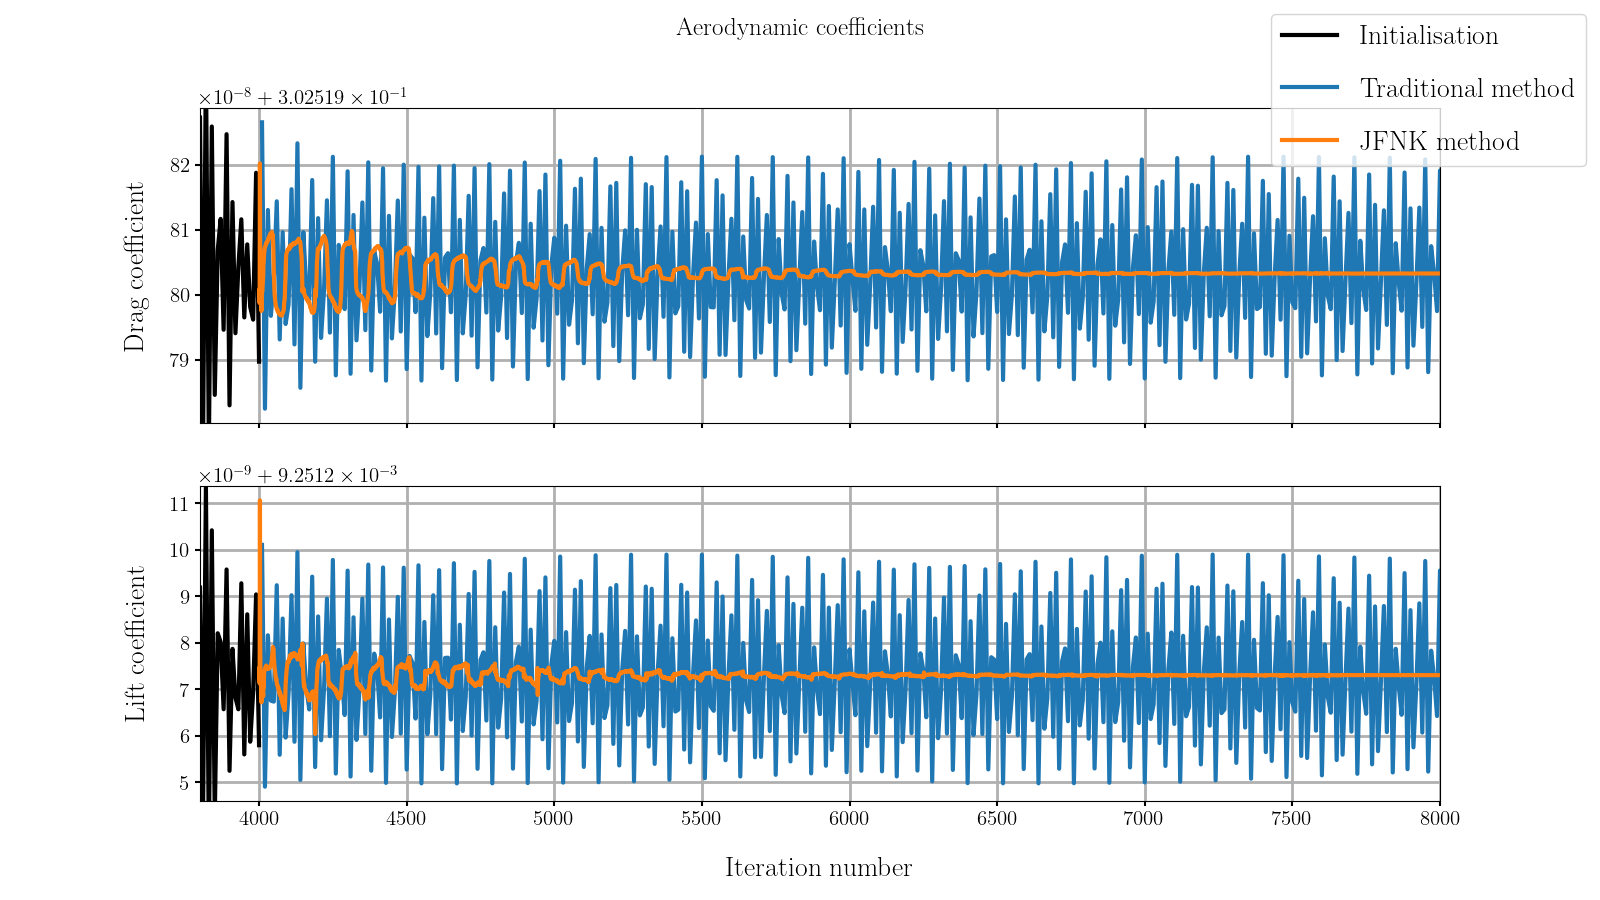 Aerodynamic coefficients
Initialisation
Traditional method
JFNK method
×10⁻⁸ + 3.02519 × 10⁻¹
82
81
80
79
Drag coefficient
×10⁻⁹ + 9.2512 × 10⁻³
11
10
9
8
7
6
5
Lift coefficient
4000 4500 5000 5500 6000 6500 7000 7500 8000
Iteration number